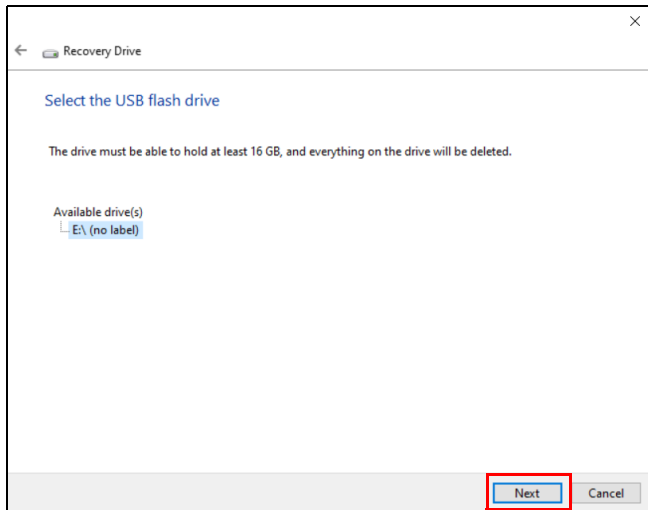 Recovery Drive
Select the USB flash drive
The drive must be able to hold at least 16 GB, and everything on the drive will be deleted.
Available drive(s)
E:\ (no label)
Next Cancel